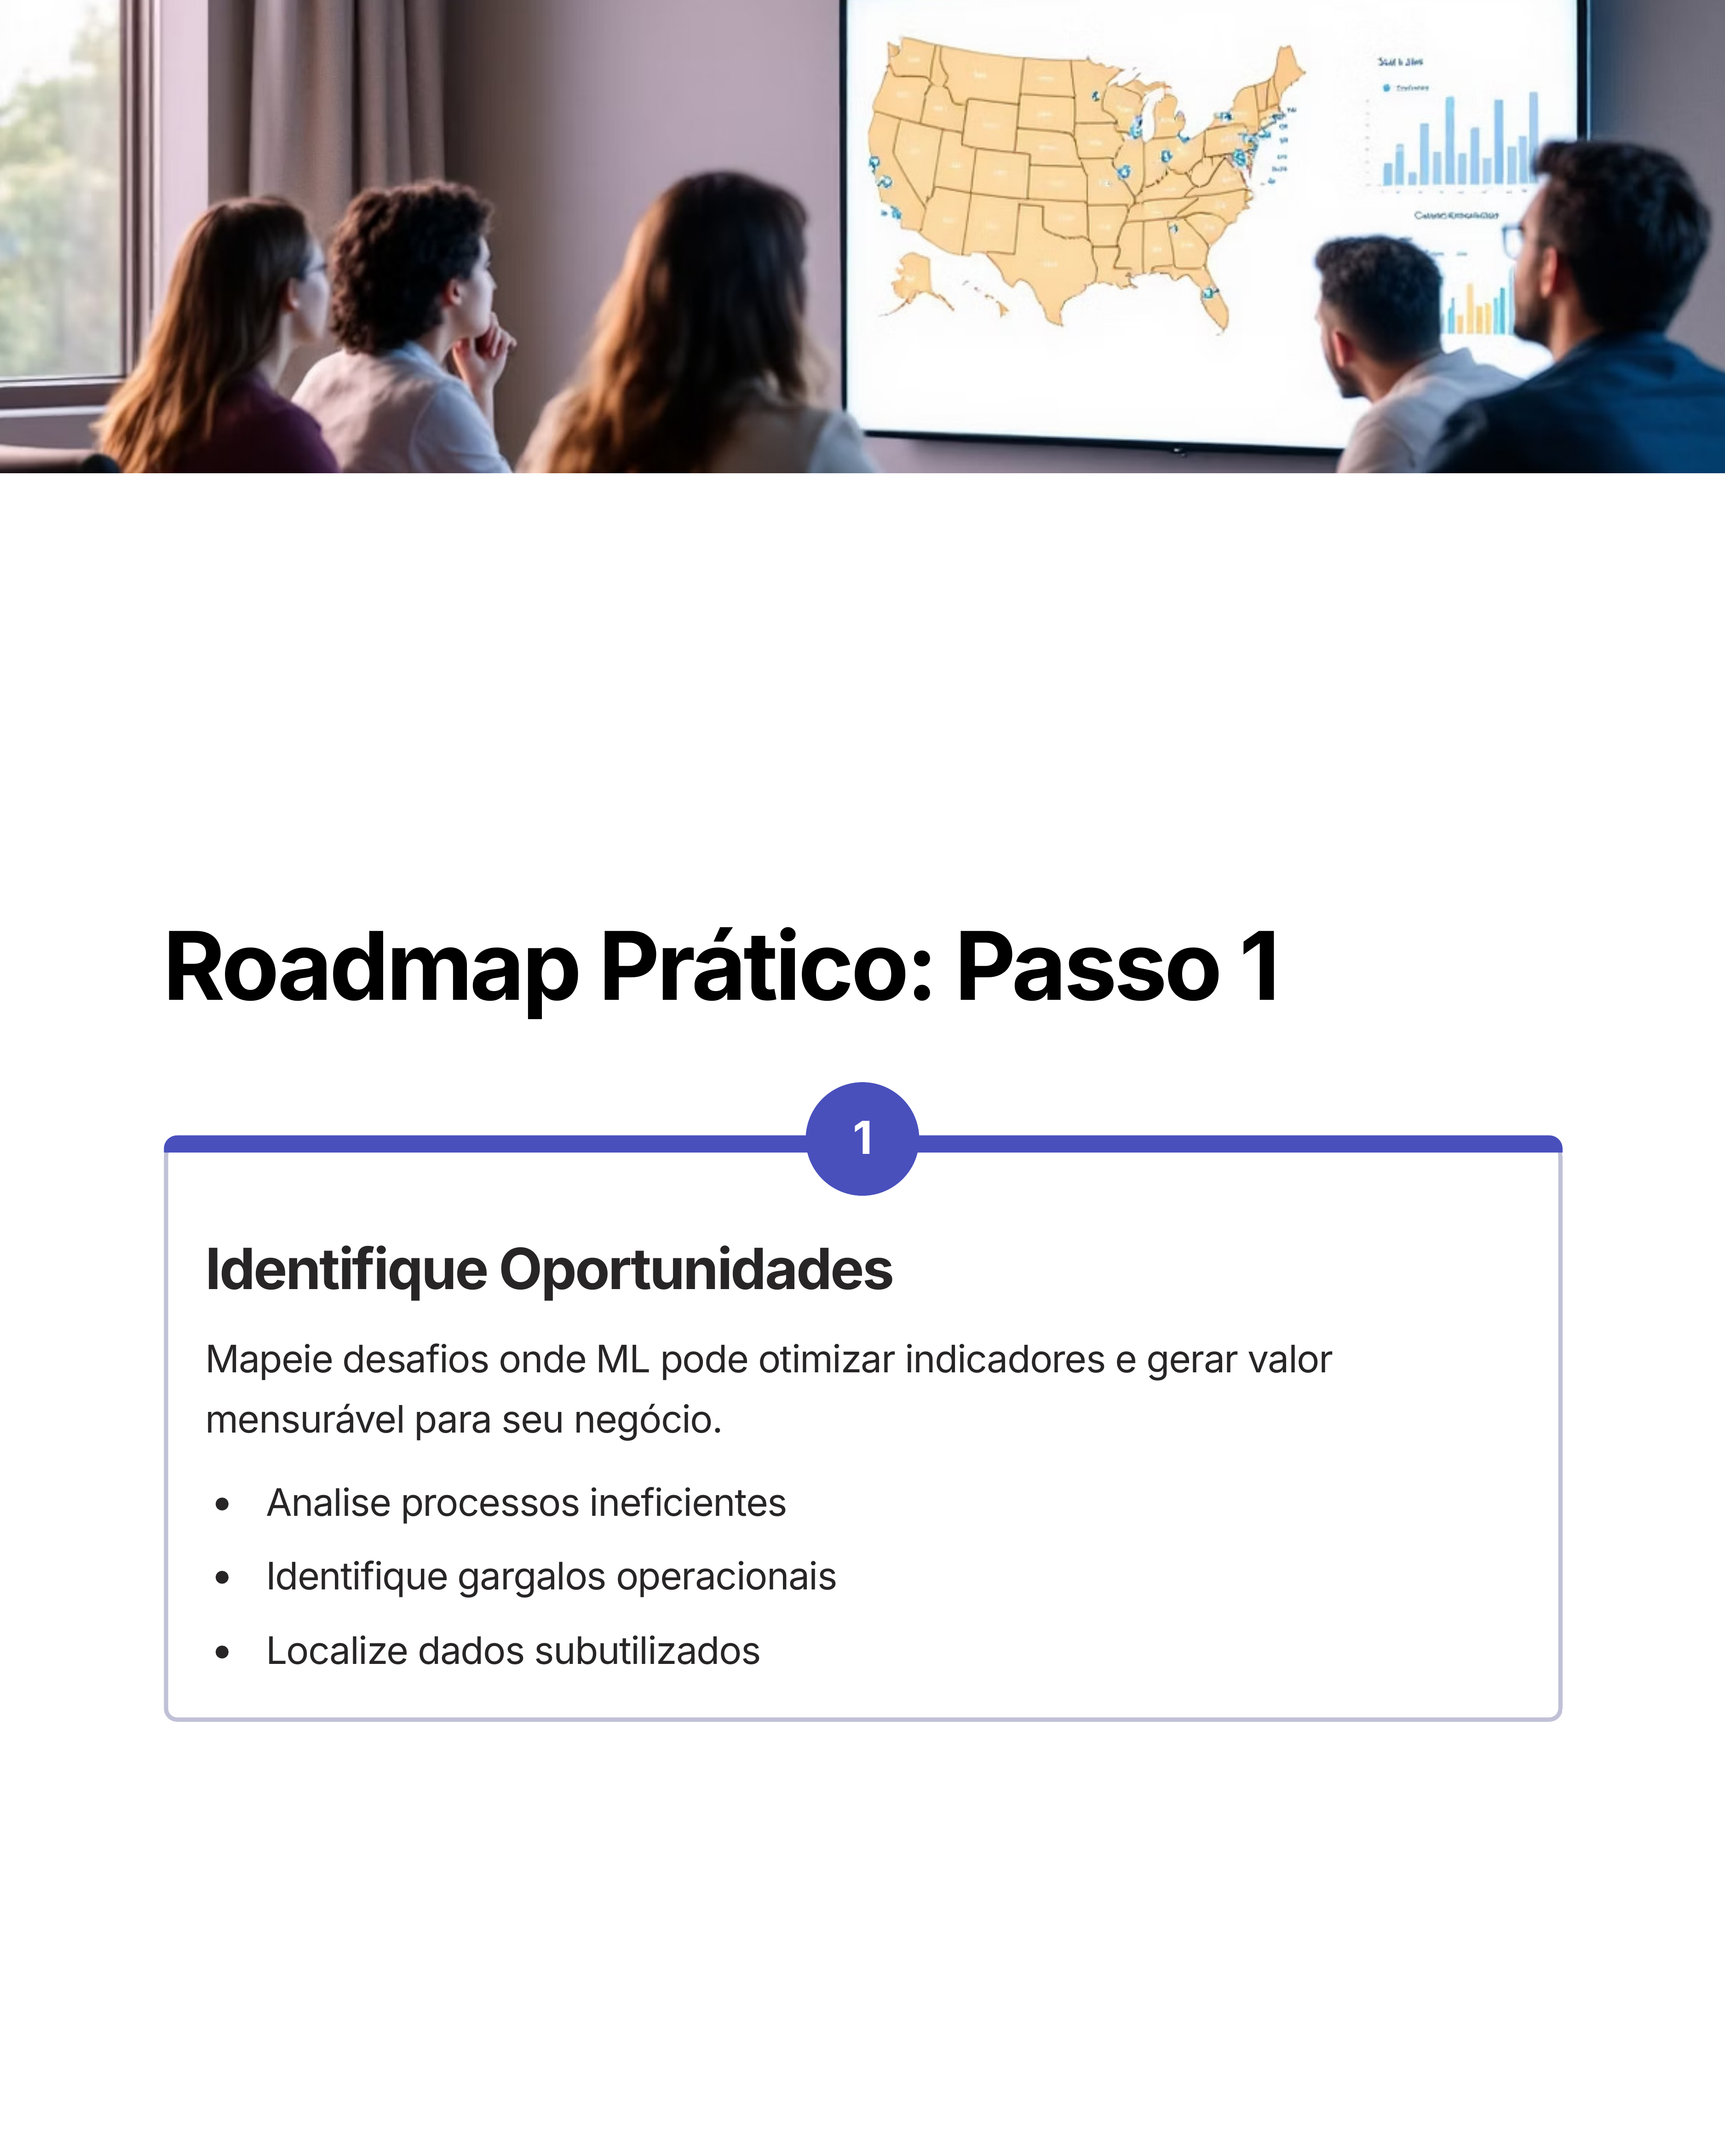 Roadmap Prático: Passo 1
1
Identifique Oportunidades
Mapeie desafios onde ML pode otimizar indicadores e gerar valor
mensurável para seu negócio.
• Analise processos ineficientes
• Identifique gargalos operacionais
• Localize dados subutilizados